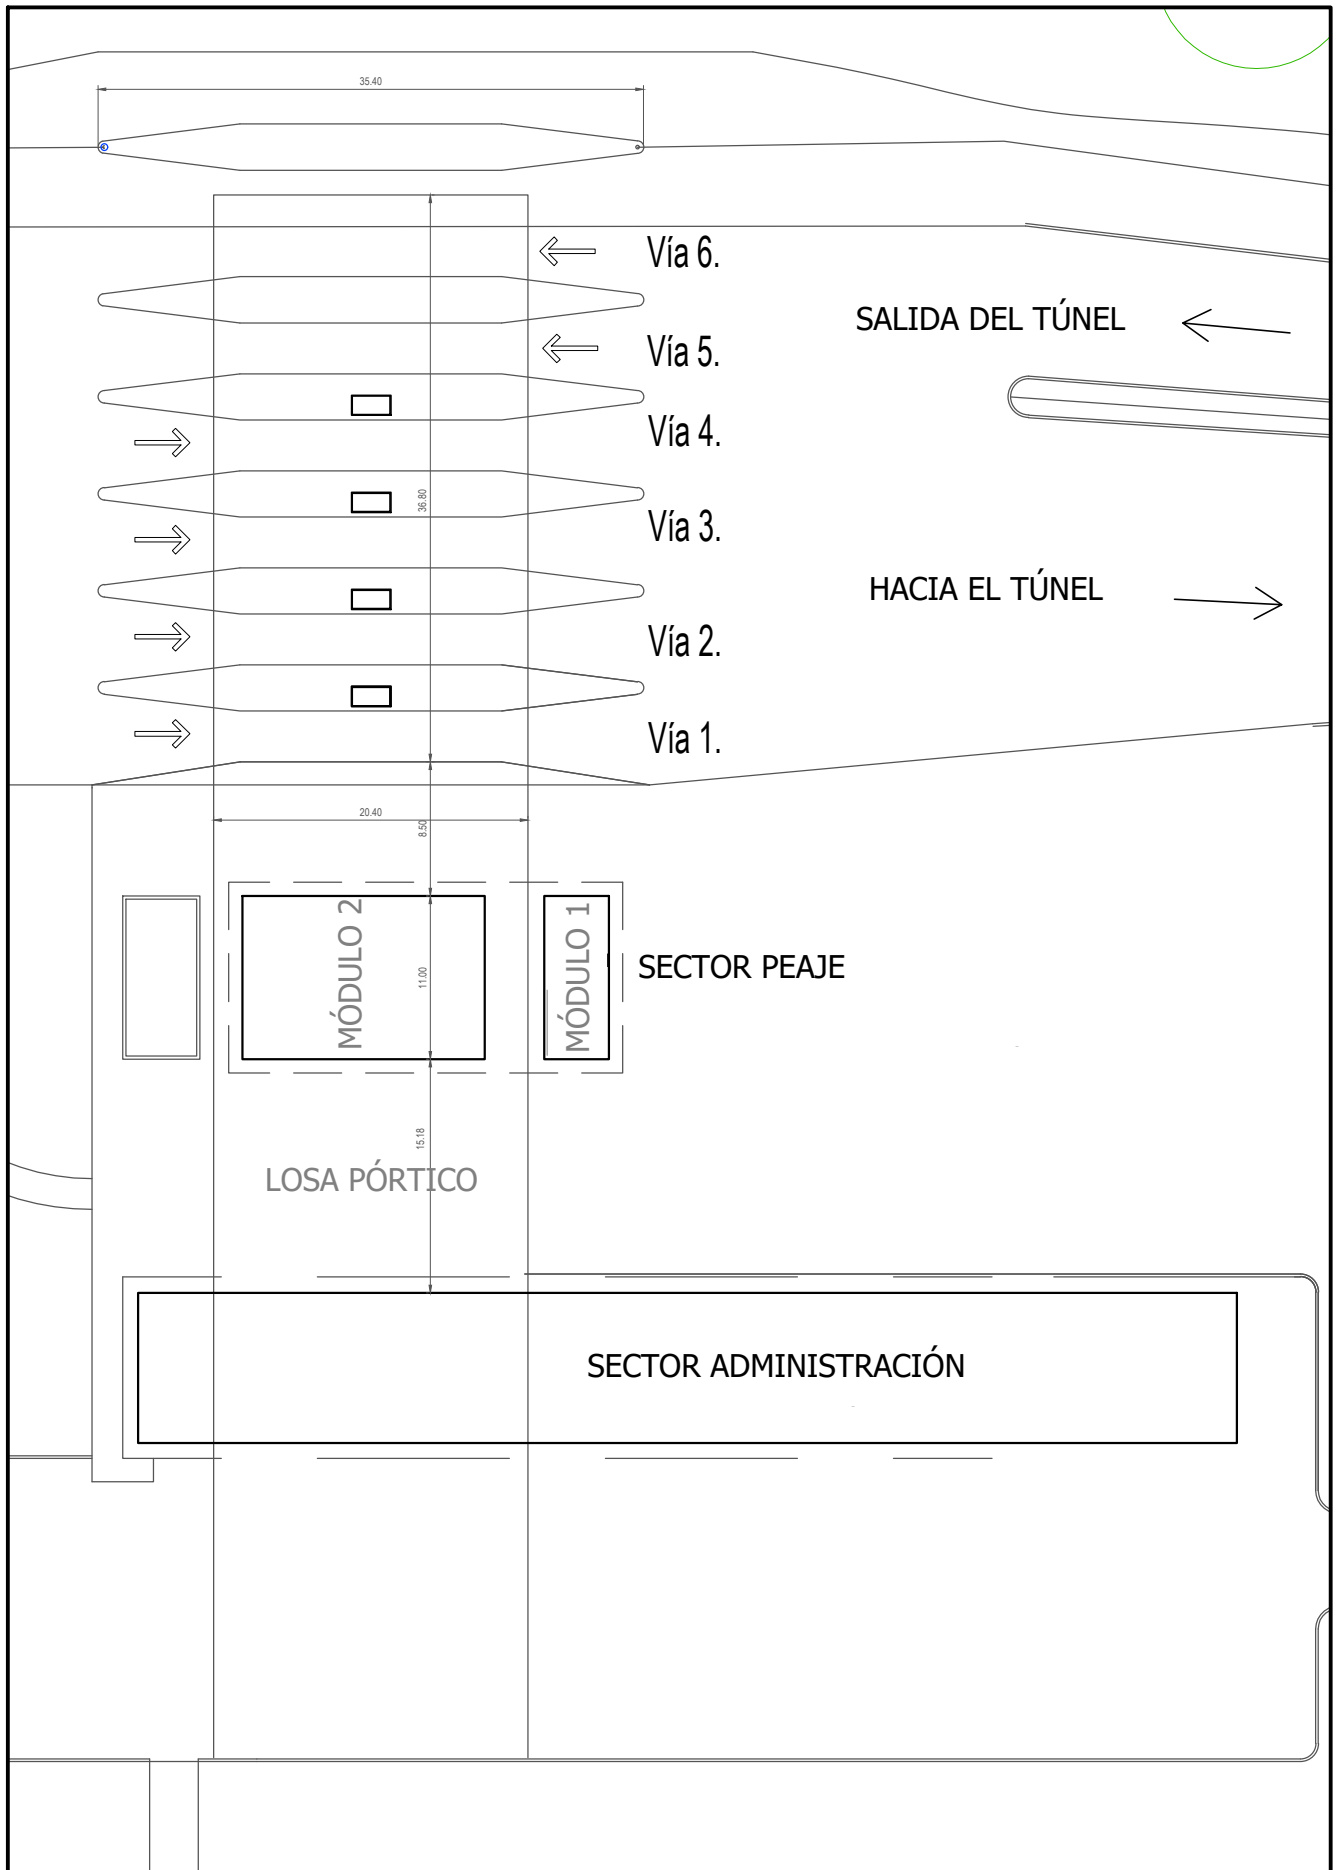 35.40
Vía 6.
SALIDA DEL TÚNEL
Vía 5.
Vía 4.
36.80
Vía 3.
HACIA EL TÚNEL
Vía 2.
Vía 1.
20.40
8.50
MÓDULO 2
11.00
MÓDULO 1
SECTOR PEAJE
15.18
LOSA PÓRTICO
SECTOR ADMINISTRACIÓN